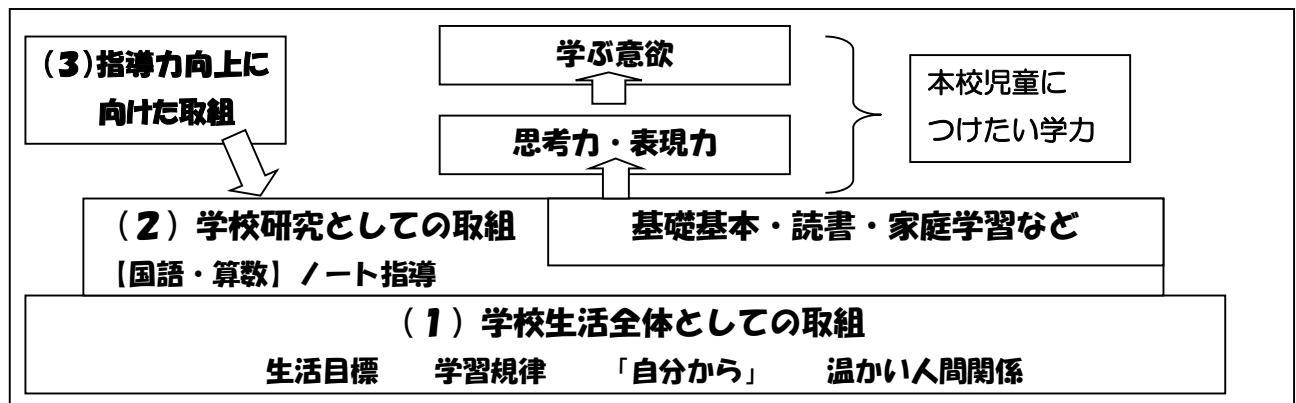 (3)指導力向上に
向けた取組
学ぶ意欲
思考力・表現力
本校児童に
つけたい学力
(2)学校研究としての取組
【国語・算数】ノート指導
基礎基本・読書・家庭学習など
(1)学校生活全体としての取組
生活目標 学習規律 「自分から」 温かい人間関係